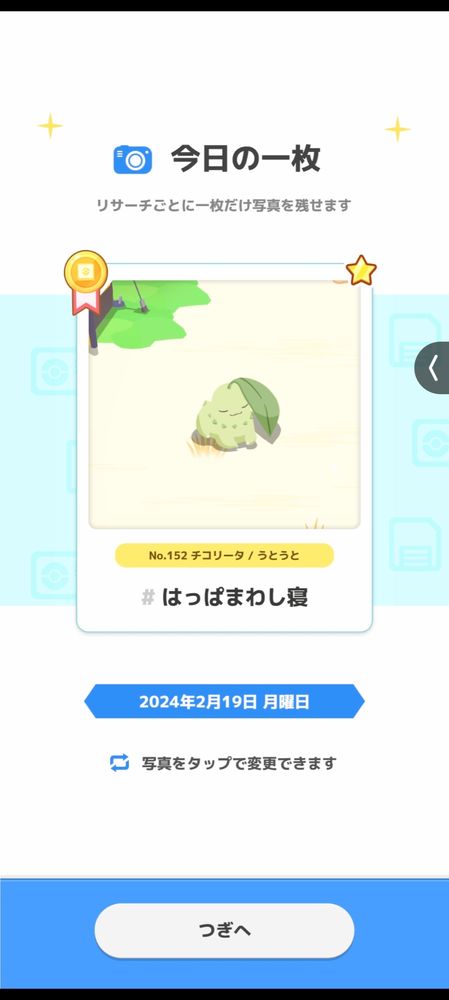 今日の一枚
リサーチごとに一枚だけ写真を残せます
No.152 チコリータ / うとうと
# はっぱまわし寝
2024年2月19日 月曜日
写真をタップで変更できます
つぎへ